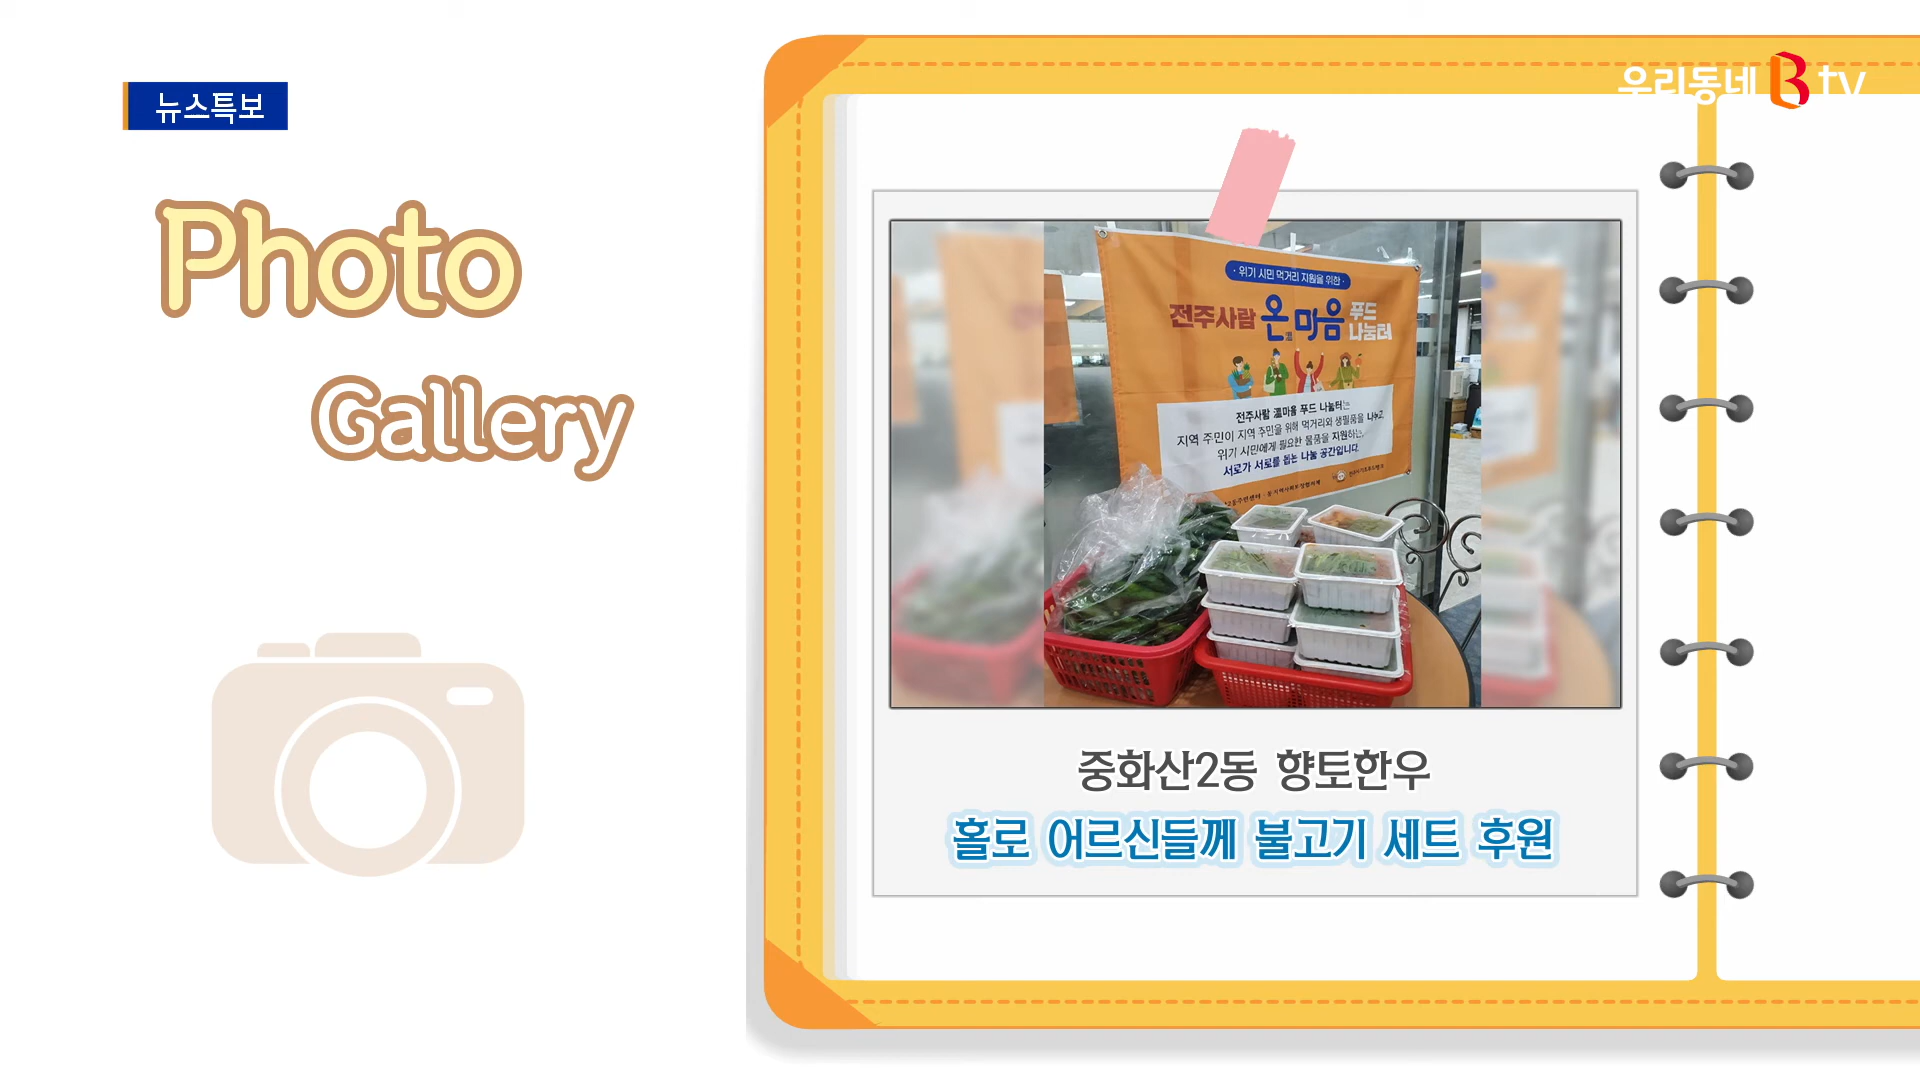 뉴스특보
우리동네 B tv
Photo
Gallery
· 위기 시민 먹거리 지원을 위한 ·
전주사람 온마음 푸드
나눔터
전주사람 溫마음 푸드 나눔터는
지역 주민이 지역 주민을 위해 먹거리와 생필품을 나누고,
위기 시민에게 필요한 물품을 지원하는,
서로가 서로를 돕는 나눔 공간입니다.
중화산2동 향토한우
홀로 어르신들께 불고기 세트 후원